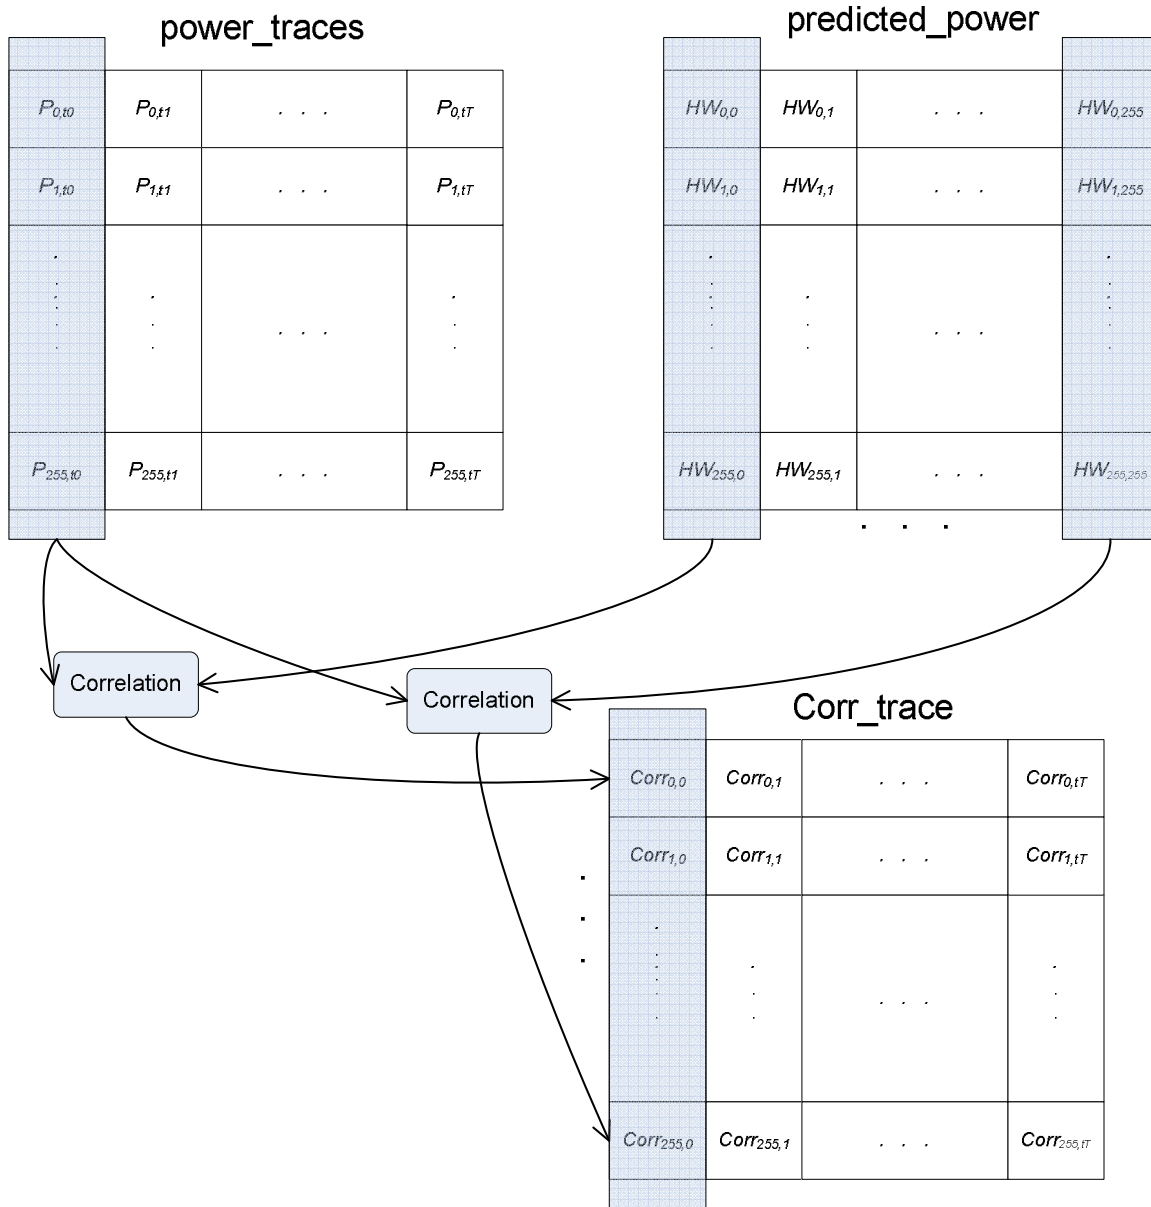 power_traces
P0,t0 P0,t1 . . . P0,tT
P1,t0 P1,t1 . . . P1,tT
. . .
P255,t0 P255,t1 . . . P255,tT
predicted_power
HW0,0 HW0,1 . . . HW0,255
HW1,0 HW1,1 . . . HW1,255
. . .
HW255,0 HW255,1 . . . HW255,255
. . .
Correlation
Correlation
Corr_trace
Corr0,0 Corr0,1 . . . Corr0,tT
Corr1,0 Corr1,1 . . . Corr1,tT
. . .
Corr255,0 Corr255,1 . . . Corr255,tT